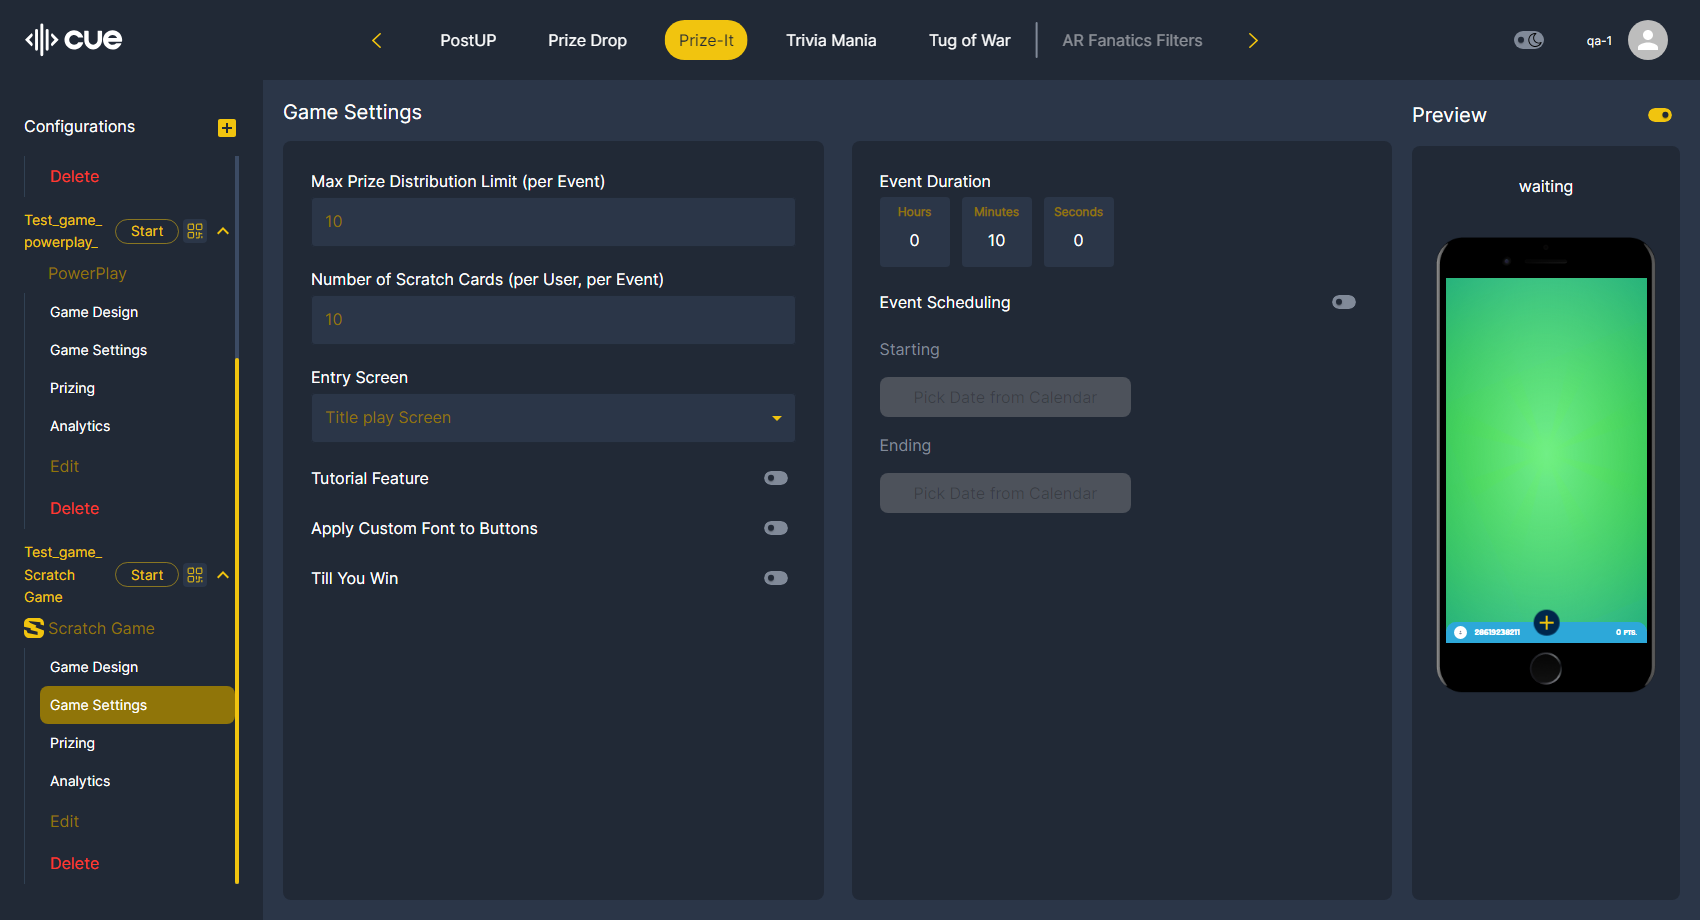 cue
PostUP
Prize Drop
Prize-It
Trivia Mania
Tug of War
AR Fanatics Filters
qa-1
Configurations
Delete
Test_game_
powerplay_
Start
PowerPlay
Game Design
Game Settings
Prizing
Analytics
Edit
Delete
Test_game_
Scratch
Game
Start
Scratch Game
Game Design
Game Settings
Prizing
Analytics
Edit
Delete
Game Settings
Max Prize Distribution Limit (per Event)
10
Number of Scratch Cards (per User, per Event)
10
Entry Screen
Title play Screen
Tutorial Feature
Apply Custom Font to Buttons
Till You Win
Event Duration
Hours
0
Minutes
10
Seconds
0
Event Scheduling
Starting
Pick Date from Calendar
Ending
Pick Date from Calendar
Preview
waiting
0 PTS.